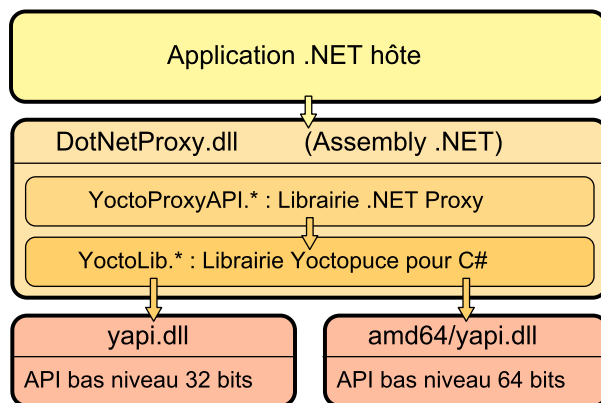 Application .NET hôte
DotNetProxy.dll (Assembly .NET)
YoctoProxyAPI.* : Librairie .NET Proxy
YoctoLib.* : Librairie Yoctopuce pour C#
yapi.dll
API bas niveau 32 bits
amd64/yapi.dll
API bas niveau 64 bits